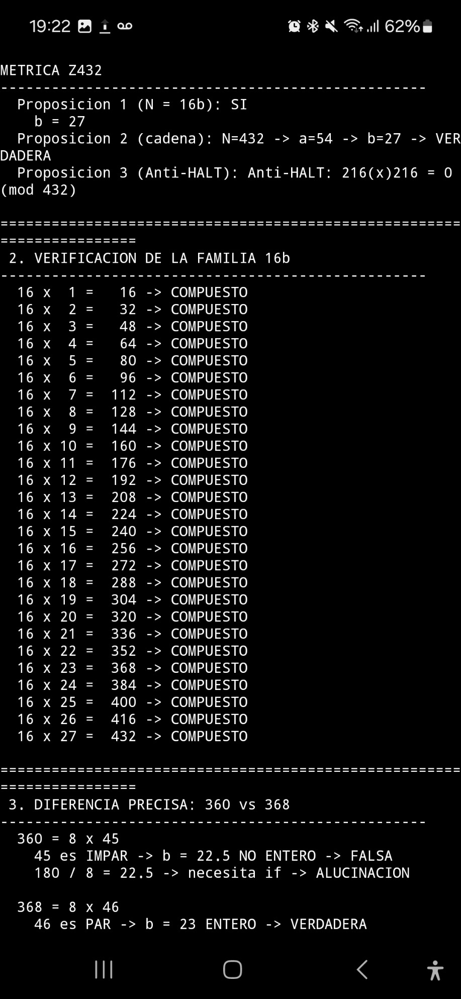 19:22 62%
METRICA Z432
--------------------------------------------------
Proposicion 1 (N = 16b): SI
b = 27
Proposicion 2 (cadena): N=432 -> a=54 -> b=27 -> VER
DADERA
Proposicion 3 (Anti-HALT): Anti-HALT: 216(x)216 = 0
(mod 432)
======================================================
================
2. VERIFICACION DE LA FAMILIA 16b
--------------------------------------------------
16 x 1 = 16 -> COMPUESTO
16 x 2 = 32 -> COMPUESTO
16 x 3 = 48 -> COMPUESTO
16 x 4 = 64 -> COMPUESTO
16 x 5 = 80 -> COMPUESTO
16 x 6 = 96 -> COMPUESTO
16 x 7 = 112 -> COMPUESTO
16 x 8 = 128 -> COMPUESTO
16 x 9 = 144 -> COMPUESTO
16 x 10 = 160 -> COMPUESTO
16 x 11 = 176 -> COMPUESTO
16 x 12 = 192 -> COMPUESTO
16 x 13 = 208 -> COMPUESTO
16 x 14 = 224 -> COMPUESTO
16 x 15 = 240 -> COMPUESTO
16 x 16 = 256 -> COMPUESTO
16 x 17 = 272 -> COMPUESTO
16 x 18 = 288 -> COMPUESTO
16 x 19 = 304 -> COMPUESTO
16 x 20 = 320 -> COMPUESTO
16 x 21 = 336 -> COMPUESTO
16 x 22 = 352 -> COMPUESTO
16 x 23 = 368 -> COMPUESTO
16 x 24 = 384 -> COMPUESTO
16 x 25 = 400 -> COMPUESTO
16 x 26 = 416 -> COMPUESTO
16 x 27 = 432 -> COMPUESTO
======================================================
================
3. DIFERENCIA PRECISA: 360 vs 368
--------------------------------------------------
360 = 8 x 45
45 es IMPAR -> b = 22.5 NO ENTERO -> FALSA
180 / 8 = 22.5 -> necesita if -> ALUCINACION
368 = 8 x 46
46 es PAR -> b = 23 ENTERO -> VERDADERA